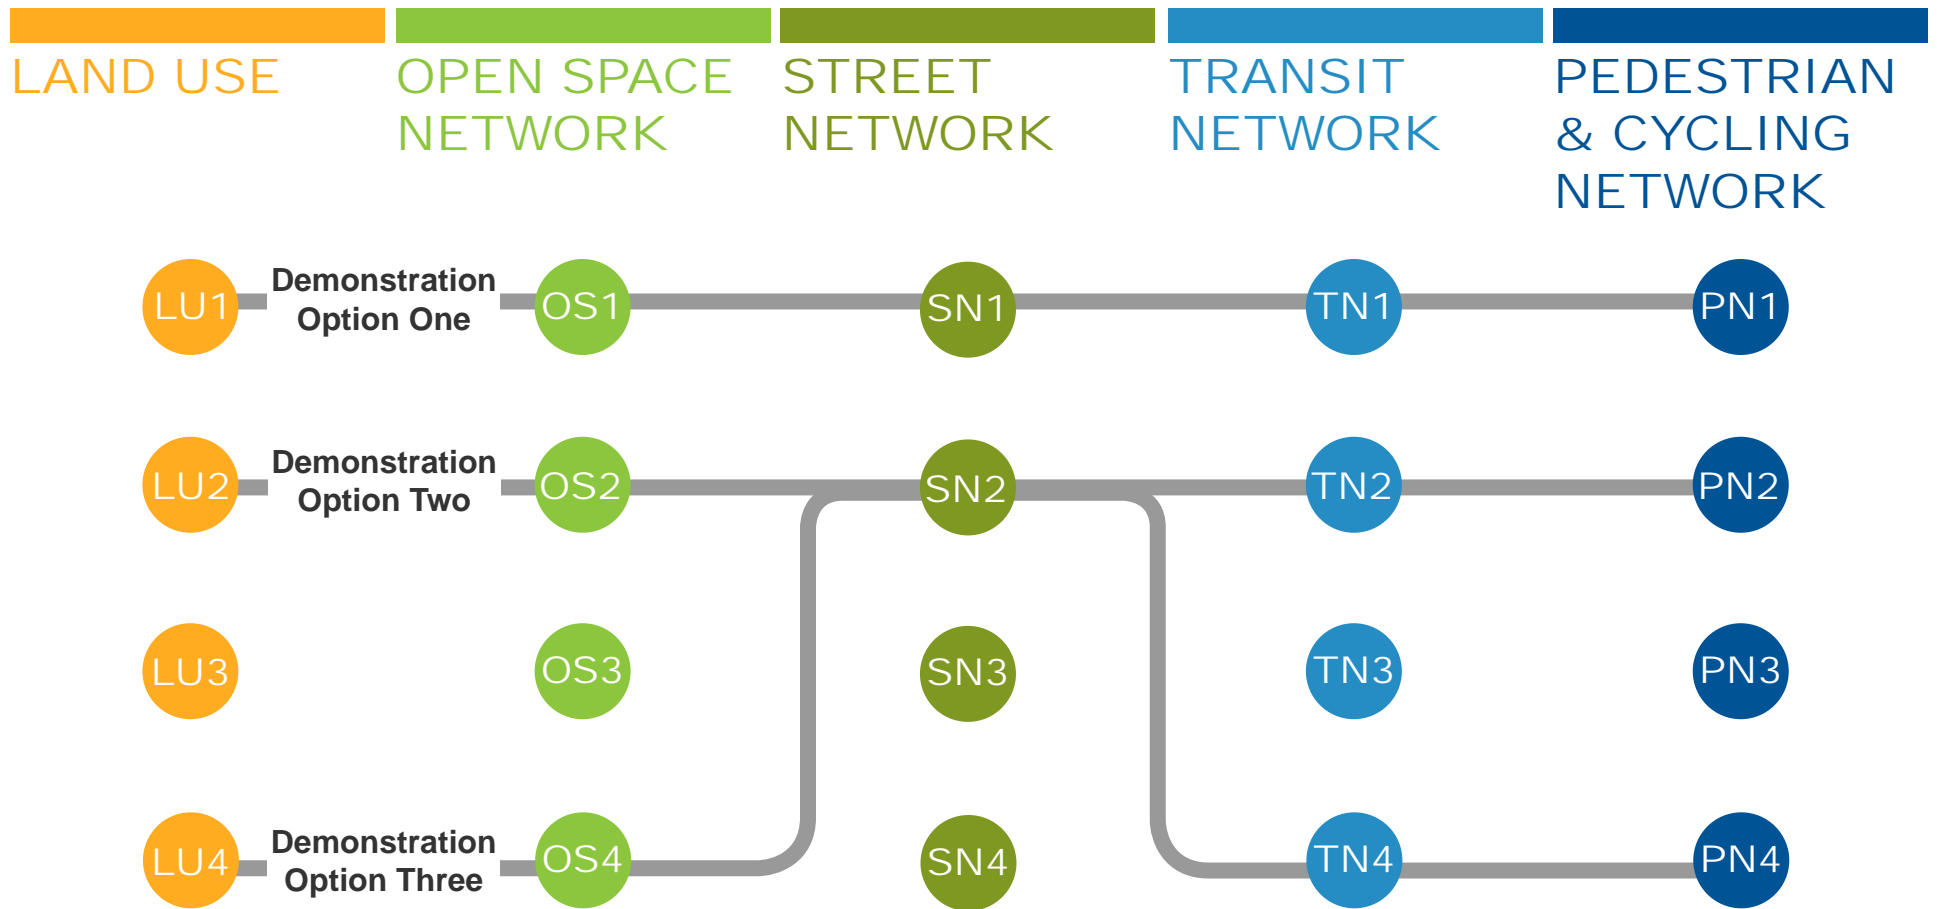 LAND USE
OPEN SPACE
NETWORK
STREET
NETWORK
TRANSIT
NETWORK
PEDESTRIAN
& CYCLING
NETWORK
LU1
Demonstration
Option One
OS1
SN1
TN1
PN1
LU2
Demonstration
Option Two
OS2
SN2
TN2
PN2
LU3
OS3
SN3
TN3
PN3
LU4
Demonstration
Option Three
OS4
SN4
TN4
PN4